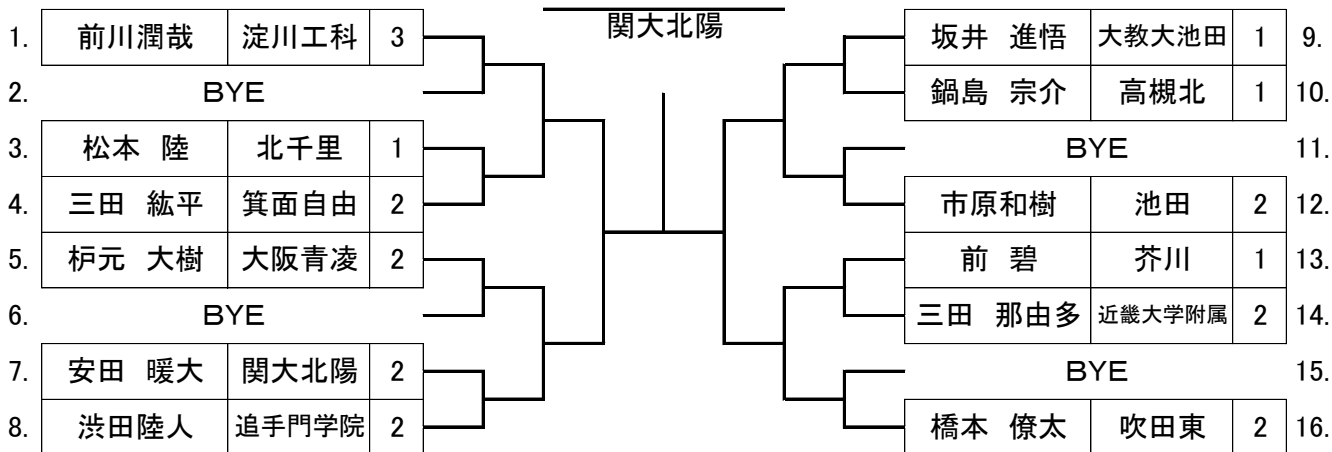 関大北陽
1. 前川潤哉 淀川工科 3
2. BYE
3. 松本 陸 北千里 1
4. 三田 紘平 箕面自由 2
5. 枦元 大樹 大阪青凌 2
6. BYE
7. 安田 暖大 関大北陽 2
8. 渋田陸人 追手門学院 2
坂井 進悟 大教大池田 1 9.
鍋島 宗介 高槻北 1 10.
BYE 11.
市原和樹 池田 2 12.
前 碧 芥川 1 13.
三田 那由多 近畿大学附属 2 14.
BYE 15.
橋本 僚太 吹田東 2 16.